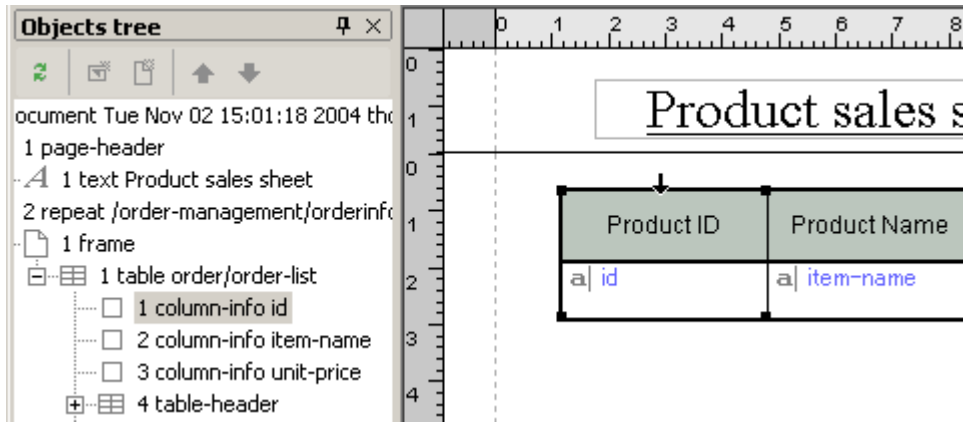 Objects tree
ocument Tue Nov 02 15:01:18 2004 tho
1 page-header
A 1 text Product sales sheet
2 repeat /order-management/orderinfo
1 frame
1 table order/order-list
1 column-info id
2 column-info item-name
3 column-info unit-price
4 table-header
0 1 2 3 4 5 6 7 8
0
1
0
1
2
3
4
Product sales s
Product ID Product Name
a| id a| item-name